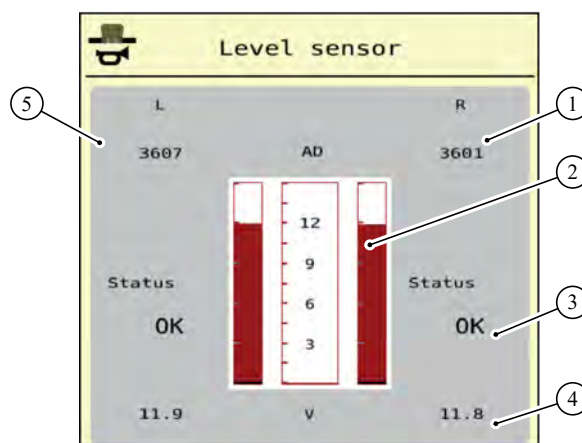 Level sensor
L R
5 1
3607 AD 3601
2
12
9
Status Status
6
OK OK
3
3
4
11.9 V 11.8